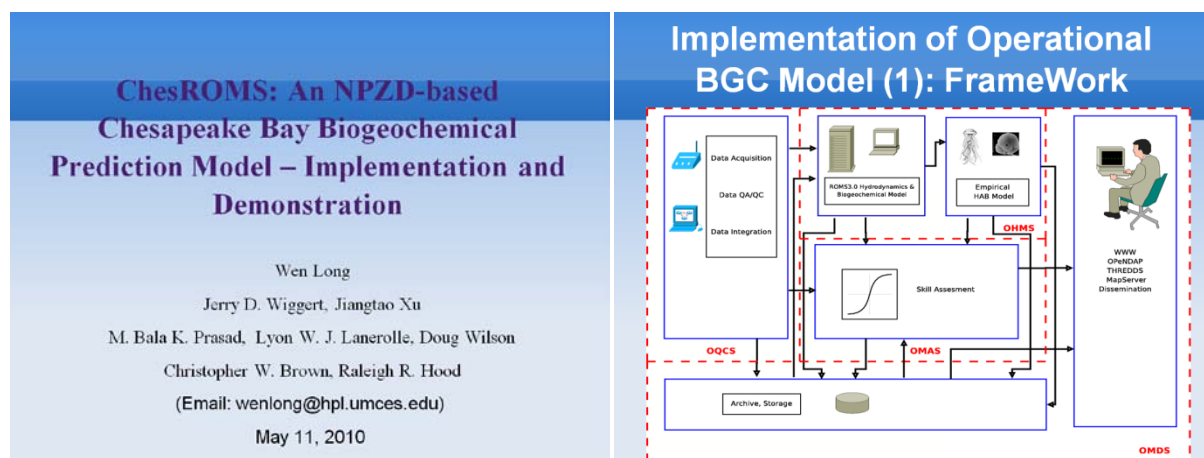 ChesROMS: An NPZD-based
Chesapeake Bay Biogeochemical
Prediction Model – Implementation and
Demonstration
Wen Long
Jerry D. Wiggert, Jiangtao Xu
M. Bala K. Prasad, Lyon W. J. Lanerolle, Doug Wilson
Christopher W. Brown, Raleigh R. Hood
(Email: wenlong@hpl.umces.edu)
May 11, 2010
Implementation of Operational
BGC Model (1): FrameWork
Data Acquisition
Data QA/QC
Data Integration
OQCS
ROMS3.0 Hydrodynamics &
Biogeochemical Model
Empirical
HAB Model
OHMS
Skill Assesment
OMAS
WWW
OPeNDAP
THREDDS
MapServer
Dissemination
Archive, Storage
OMDS